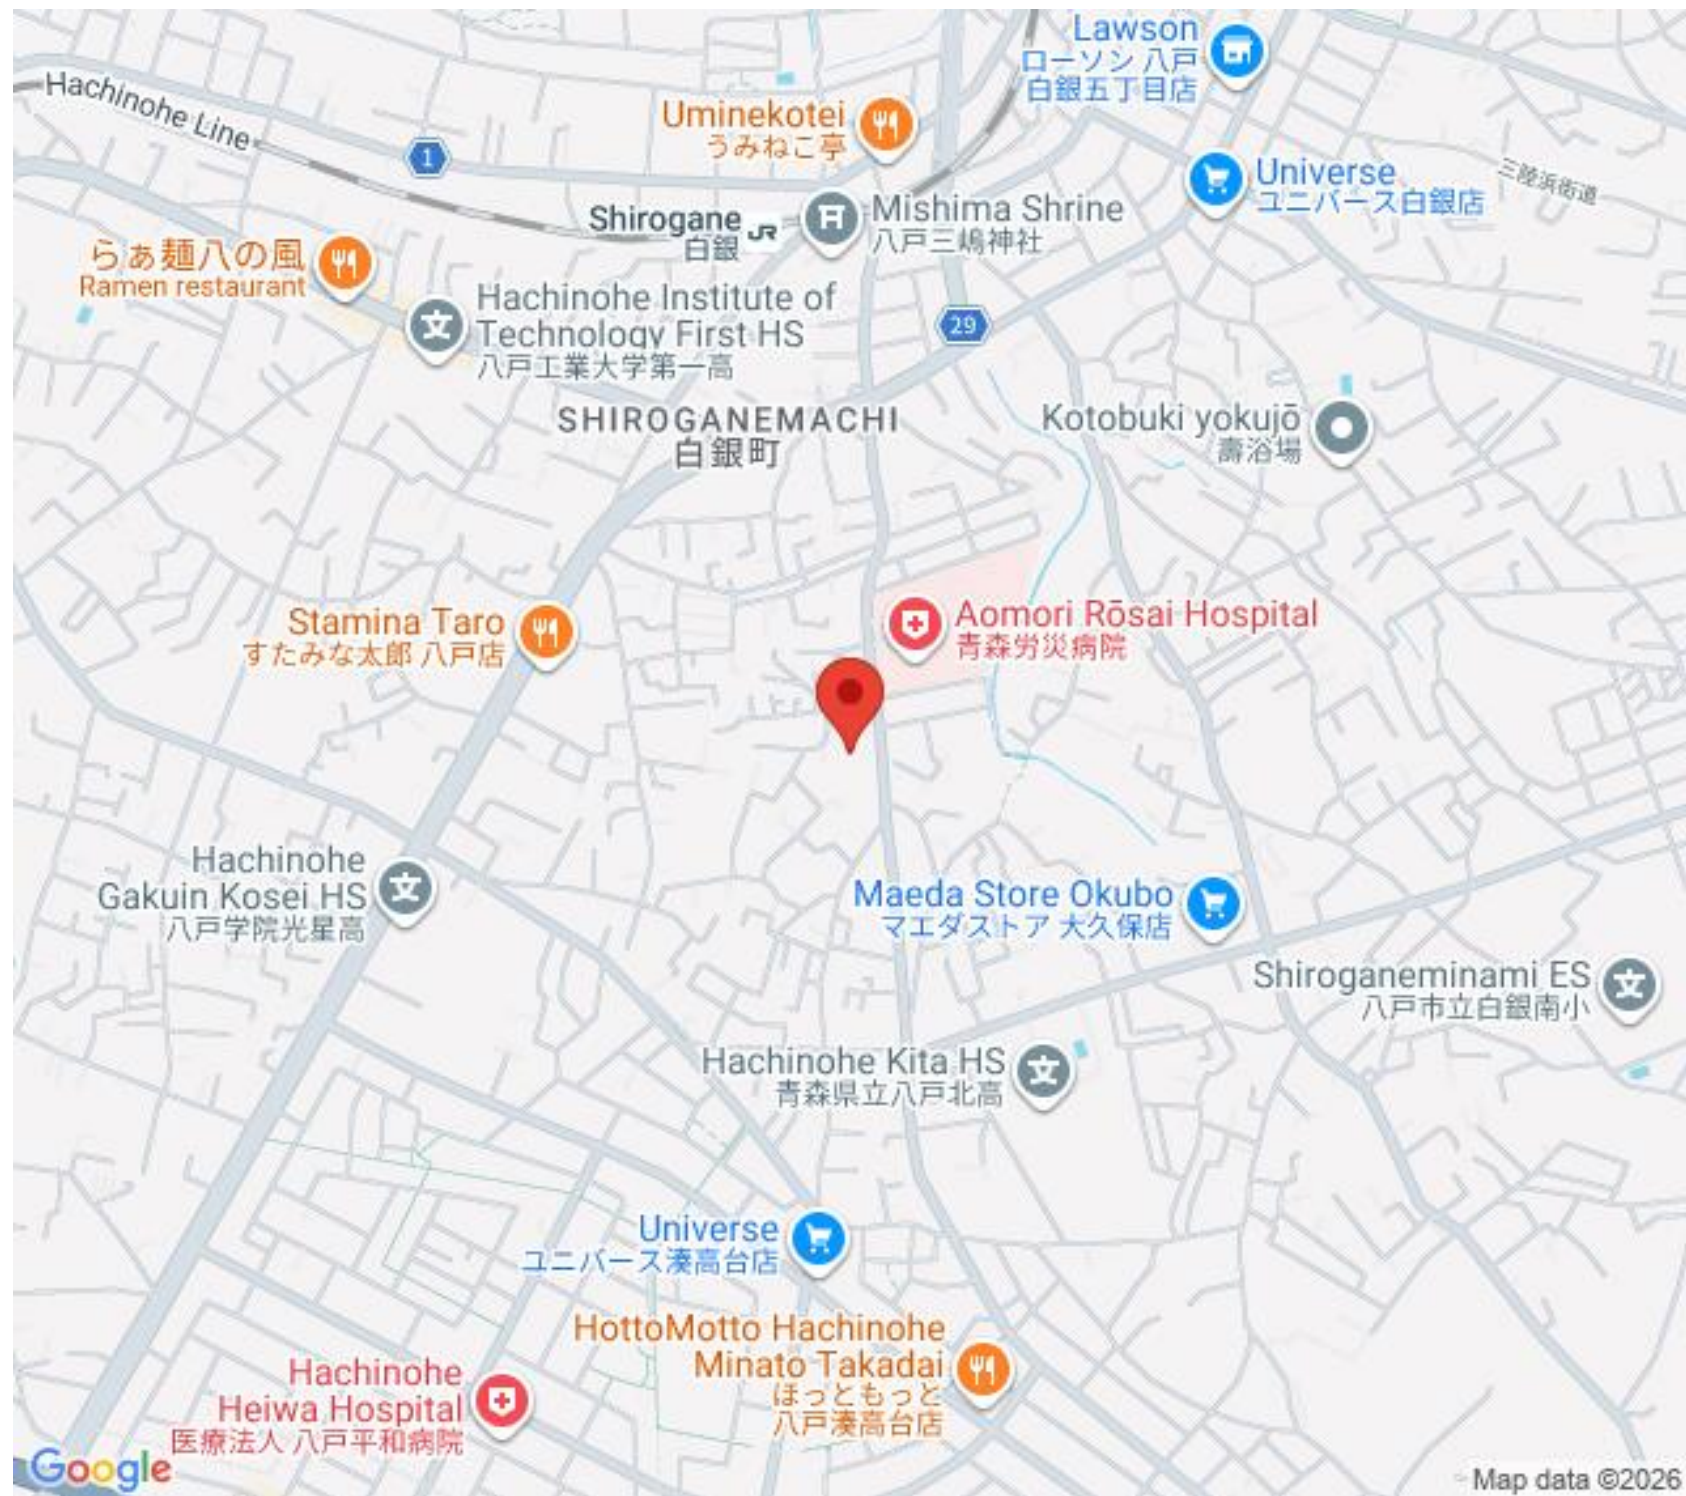 Lawson
ローソン 八戸
白銀五丁目店
Hachinohe Line
1
Uminekotei
うみねこ亭
Universe
ユニバース白銀店
三陸浜街道
Shirogane
白銀
JR
Mishima Shrine
八戸三嶋神社
らぁ麺八の風
Ramen restaurant
Hachinohe Institute of
Technology First HS
八戸工業大学第一高
29
SHIROGANEMACHI
白銀町
Kotobuki yokujō
壽浴場
Stamina Taro
すたみな太郎 八戸店
Aomori Rōsai Hospital
青森労災病院
Hachinohe
Gakuin Kosei HS
八戸学院光星高
Maeda Store Okubo
マエダストア 大久保店
Shiroganeminami ES
八戸市立白銀南小
Hachinohe Kita HS
青森県立八戸北高
Universe
ユニバース湊高台店
HottoMotto Hachinohe
Minato Takadai
ほっともっと
八戸湊高台店
Hachinohe
Heiwa Hospital
医療法人 八戸平和病院
Google
Map data ©2026